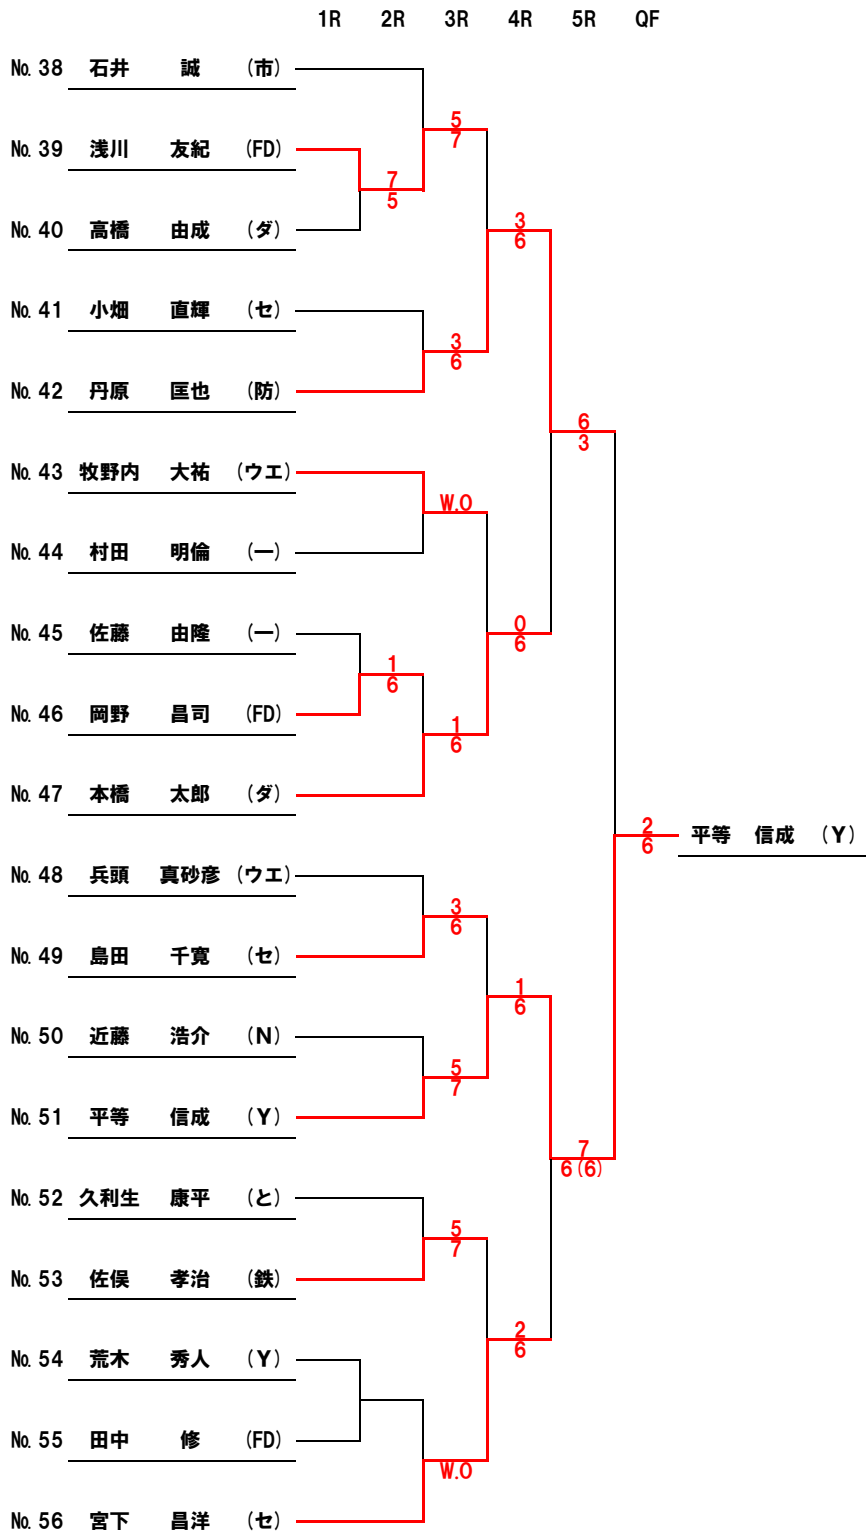 1R 2R 3R 4R 5R QF
№ 38 石井 誠 (市)
5
7
№ 39 浅川 友紀 (FD)
7
5
№ 40 高橋 由成 (ダ)
3
6
№ 41 小畑 直輝 (セ)
3
6
№ 42 丹原 匡也 (防)
6
3
№ 43 牧野内 大祐 (ウエ)
W.O
№ 44 村田 明倫 (一)
№ 45 佐藤 由隆 (一)
0
6
1
6
№ 46 岡野 昌司 (FD)
1
6
№ 47 本橋 太郎 (ダ)
2
6
平等 信成 (Y)
№ 48 兵頭 真砂彦 (ウエ)
3
6
№ 49 島田 千寛 (セ)
1
6
№ 50 近藤 浩介 (N)
5
7
№ 51 平等 信成 (Y)
7
6(6)
№ 52 久利生 康平 (と)
5
7
№ 53 佐俣 孝治 (鉄)
2
6
№ 54 荒木 秀人 (Y)
№ 55 田中 修 (FD)
W.O
№ 56 宮下 昌洋 (セ)